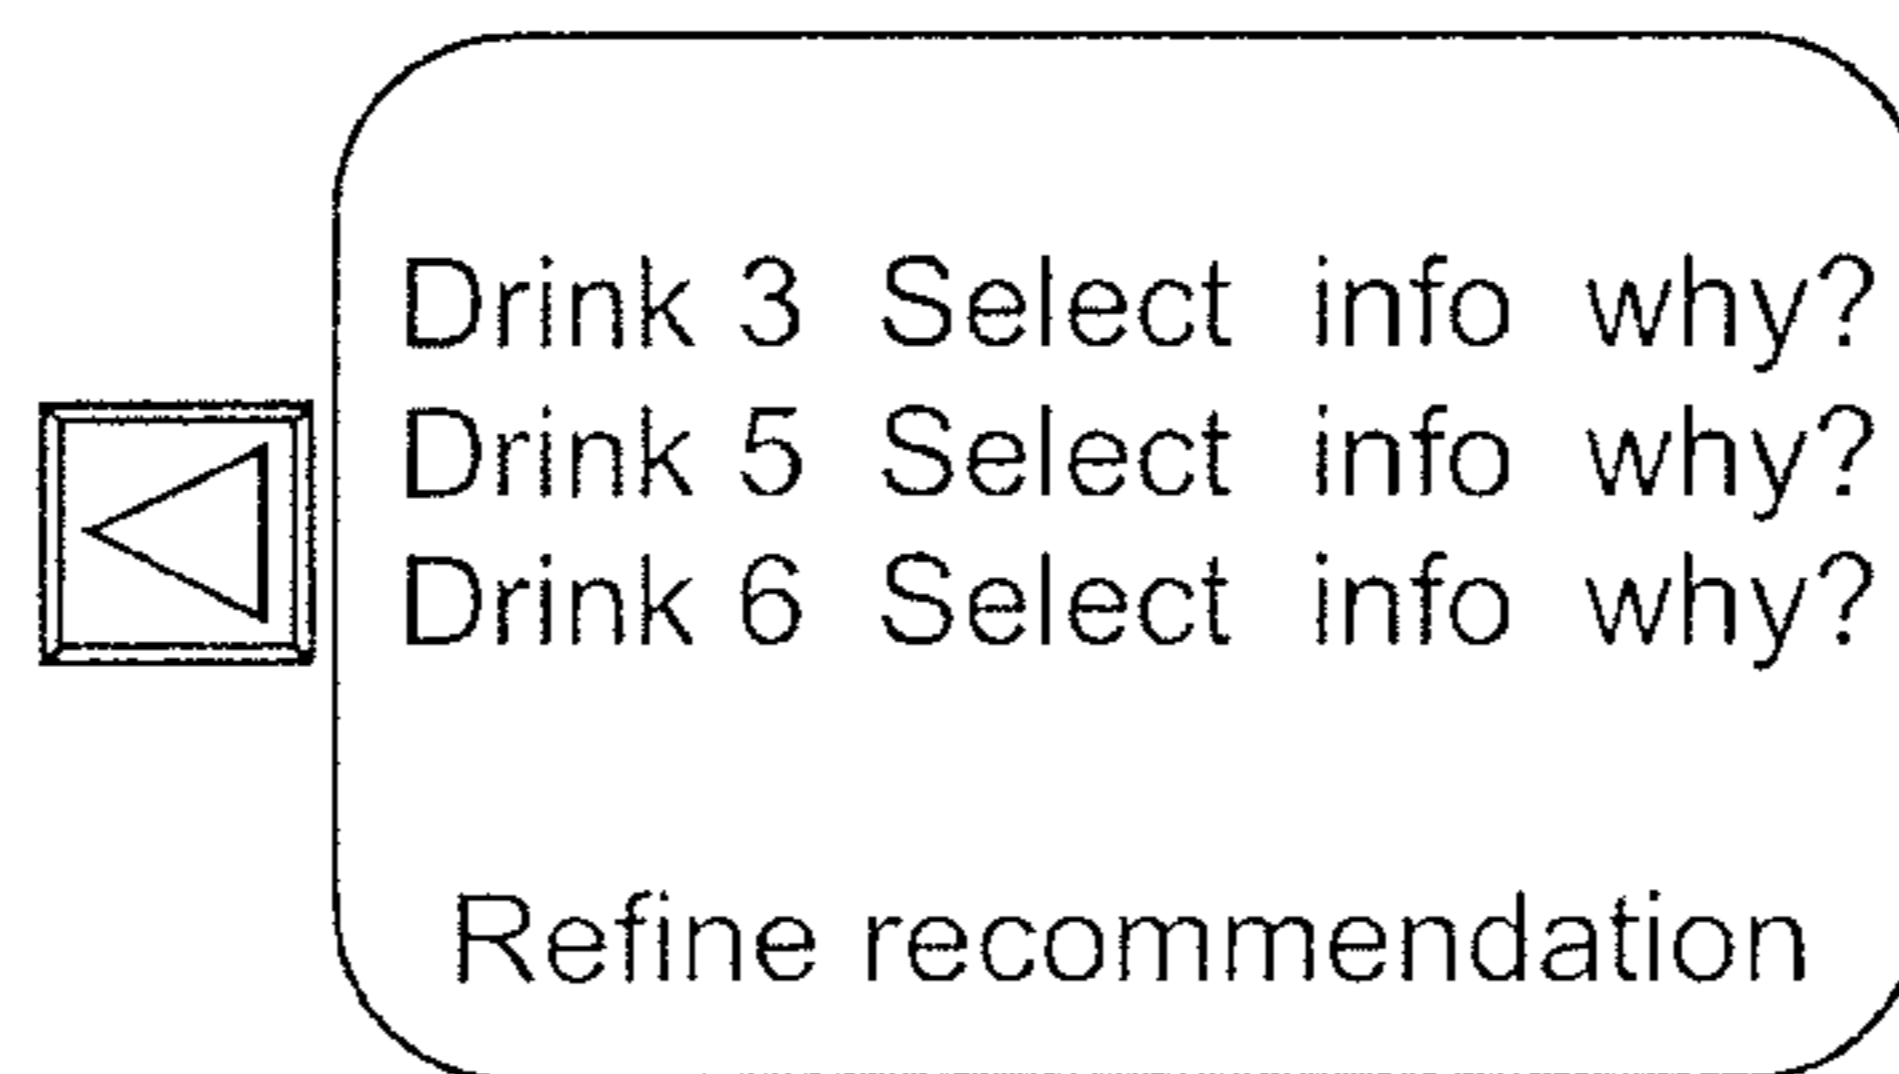 Drink 3 Select info why?
Drink 5 Select info why?
Drink 6 Select info why?
Refine recommendation